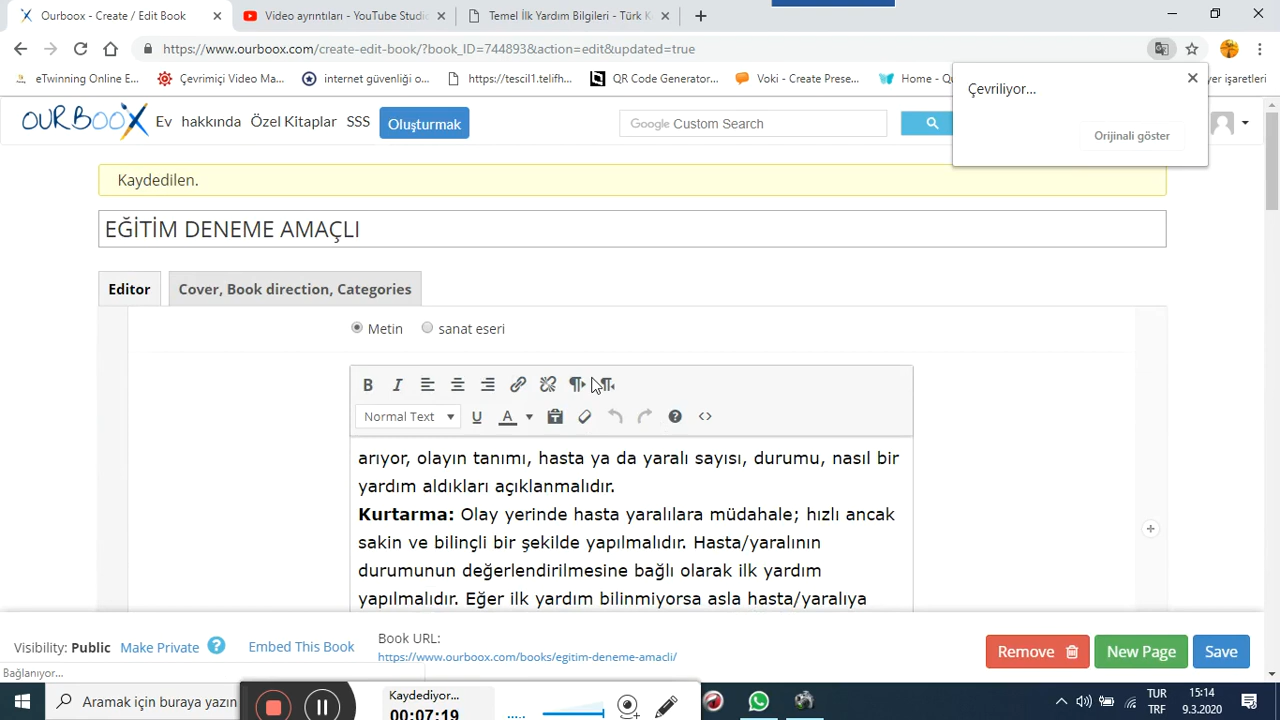 Ourboox - Create / Edit Book
Video ayrıntıları - YouTube Studio
Temel İlk Yardım Bilgileri - Türk K
https://www.ourboox.com/create-edit-book/?book_ID=744893&action=edit&updated=true
eTwinning Online E...
Çevrimiçi Video Ma...
internet güvenliği o...
https://tescil1.telifh...
QR Code Generator...
Voki - Create Prese...
Home - Qu
yer işaretleri
Çevriliyor...
Orijinali göster
OURBOOX
Ev hakkında Özel Kitaplar SSS Oluşturmak
Google Custom Search
Kaydedilen.
EĞİTİM DENEME AMAÇLI
Editor
Cover, Book direction, Categories
Metin sanat eseri
Normal Text
arıyor, olayın tanımı, hasta ya da yaralı sayısı, durumu, nasıl bir
yardım aldıkları açıklanmalıdır.
Kurtarma: Olay yerinde hasta yaralılara müdahale; hızlı ancak
sakin ve bilinçli bir şekilde yapılmalıdır. Hasta/yaralının
durumunun değerlendirilmesine bağlı olarak ilk yardım
yapılmalıdır. Eğer ilk yardım bilinmiyorsa asla hasta/yaralıya
Visibility: Public Make Private ? Embed This Book
Book URL:
https://www.ourboox.com/books/egitim-deneme-amacli/
Remove
New Page
Save
Bağlanıyor...
Aramak için buraya yazın
Kaydediyor...
00:07:19
TUR
TRF
15:14
9.3.2020